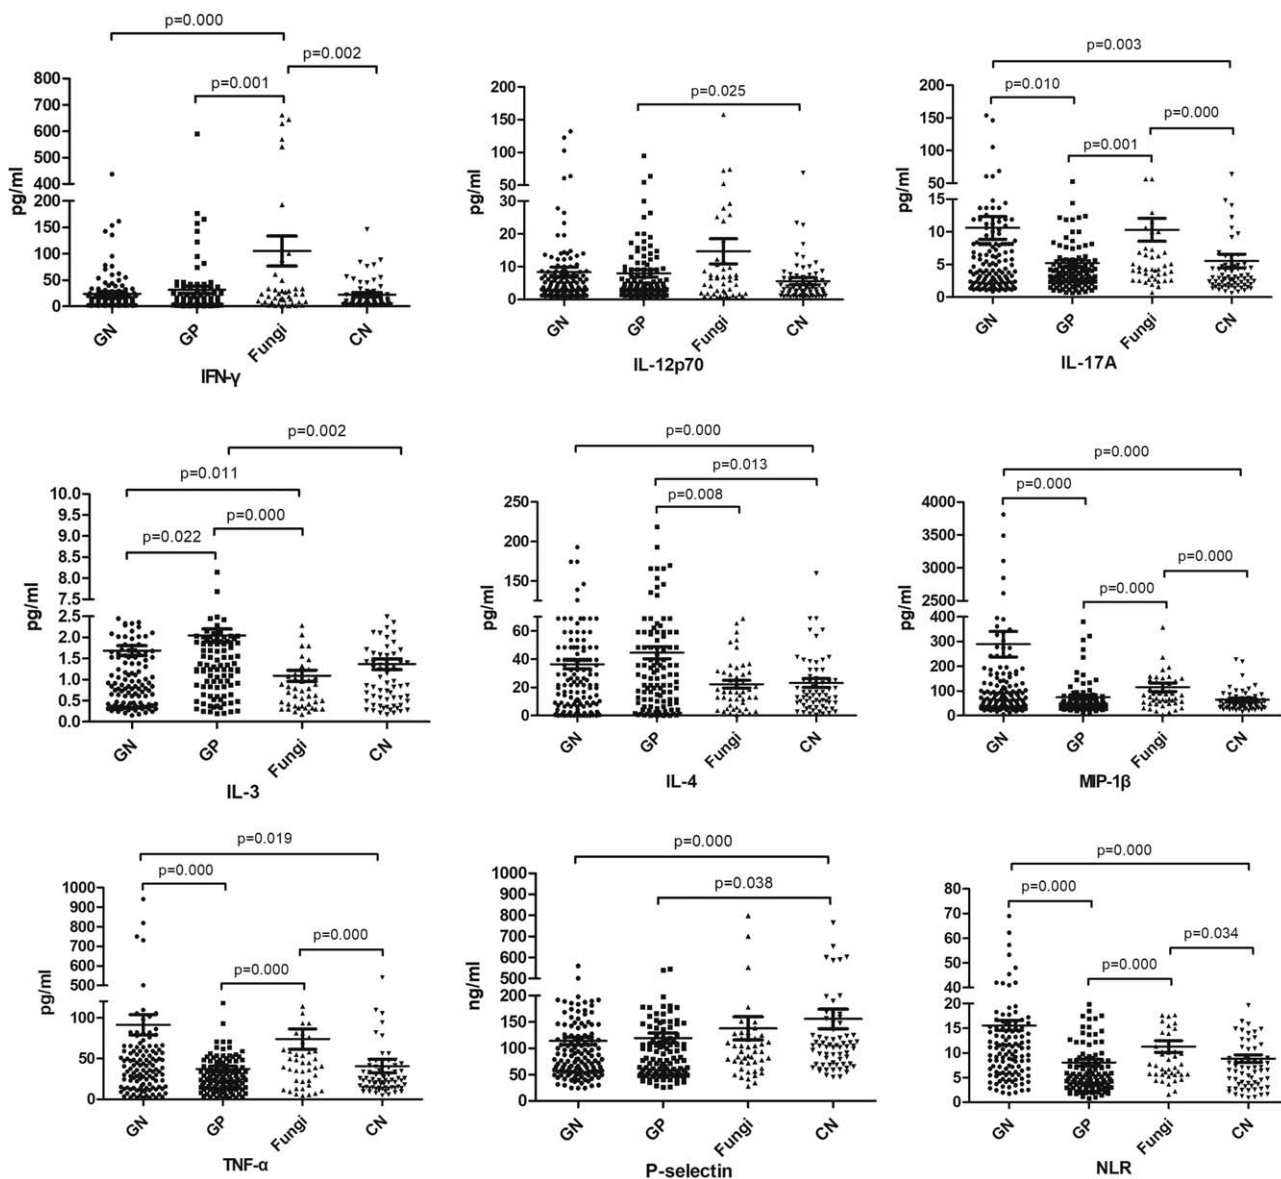 p=0.000
p=0.002
p=0.001
800
700
600
500
400
200
150
100
50
0
pg/ml
GN
GP
Fungi
CN
IFN-γ
p=0.025
200
150
100
50
30
20
10
0
pg/ml
GN
GP
Fungi
CN
IL-12p70
p=0.003
p=0.010
p=0.000
p=0.001
200
150
100
50
15
10
5
0
pg/ml
GN
GP
Fungi
CN
IL-17A
p=0.002
p=0.011
p=0.000
p=0.022
10.0
9.5
9.0
8.5
8.0
7.5
2.5
2.0
1.5
1.0
0.5
0.0
pg/ml
GN
GP
Fungi
CN
IL-3
p=0.000
p=0.013
p=0.008
250
200
150
100
60
40
20
0
pg/ml
GN
GP
Fungi
CN
IL-4
p=0.000
p=0.000
p=0.000
p=0.000
4000
3500
3000
2500
400
300
200
100
0
pg/ml
GN
GP
Fungi
CN
MIP-1β
p=0.019
p=0.000
p=0.000
p=0.000
1000
900
800
700
600
500
100
50
0
pg/ml
GN
GP
Fungi
CN
TNF-α
p=0.000
p=0.038
1000
900
800
700
600
500
200
150
100
50
0
ng/ml
GN
GP
Fungi
CN
P-selectin
p=0.000
p=0.000
p=0.034
p=0.000
80
70
60
50
40
20
15
10
5
0
GN
GP
Fungi
CN
NLR